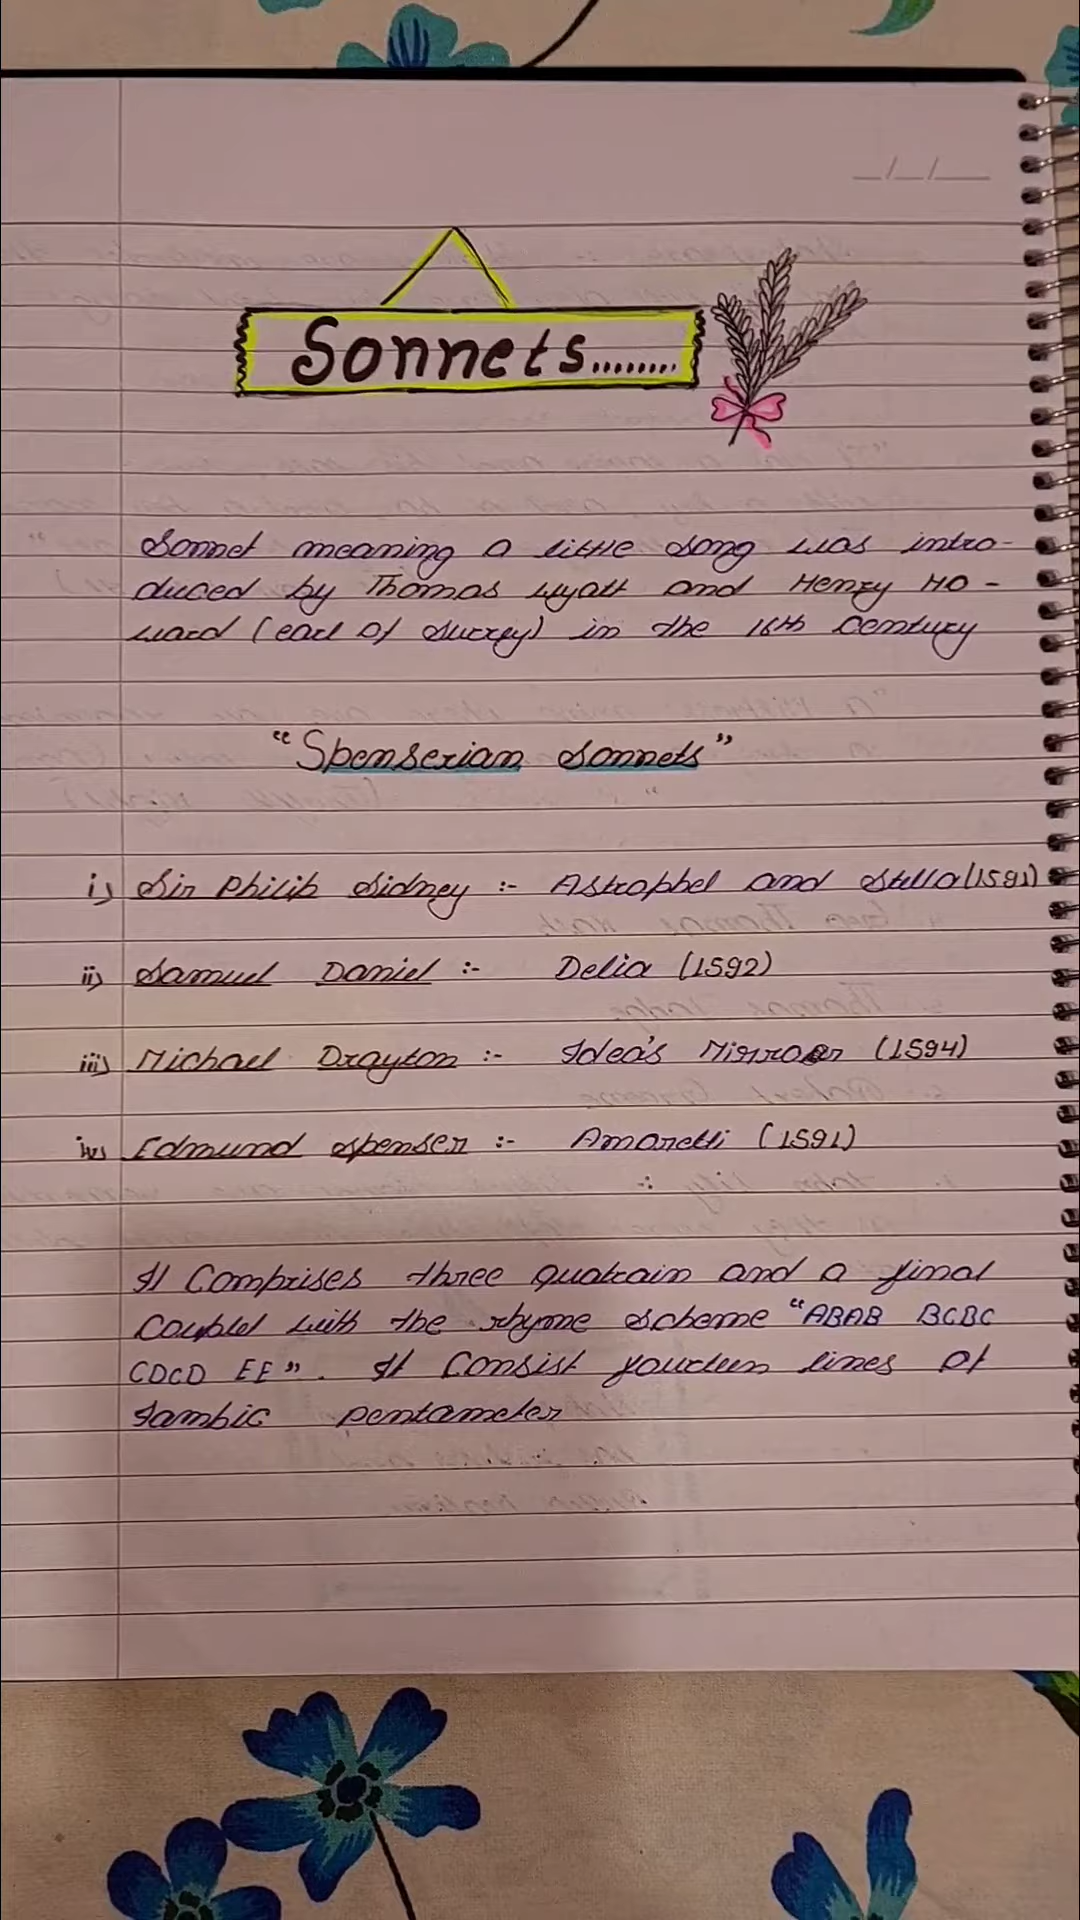 Sonnets........
Sonnet meaning a little song was intro-
duced by Thomas Wyatt and Henry Ho-
ward (earl of Surrey) in the 16th Century
"Spenserian Sonnets"
i) Sir Philip Sidney :- Astrophel and Stella (1591)
ii) Samuel Daniel :- Delia (1592)
iii) Michael Drayton :- Idea's Mirroar (1594)
iv) Edmund Spenser :- Amoretti (1591)
It Comprises three quatrain and a final
Couplet with the rhyme scheme "ABAB BCBC
CDCD EE". It Consist fourteen lines of
Iambic pentameter